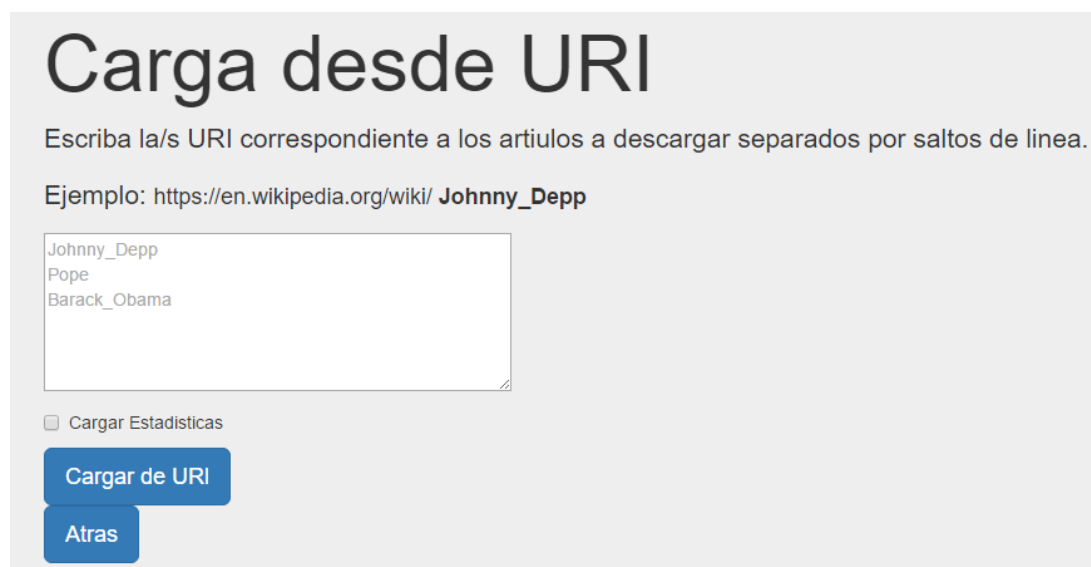 Carga desde URI
Escriba la/s URI correspondiente a los artiulos a descargar separados por saltos de linea.
Ejemplo: https://en.wikipedia.org/wiki/ Johnny_Depp
Johnny_Depp
Pope
Barack_Obama
Cargar Estadisticas
Cargar de URI
Atras